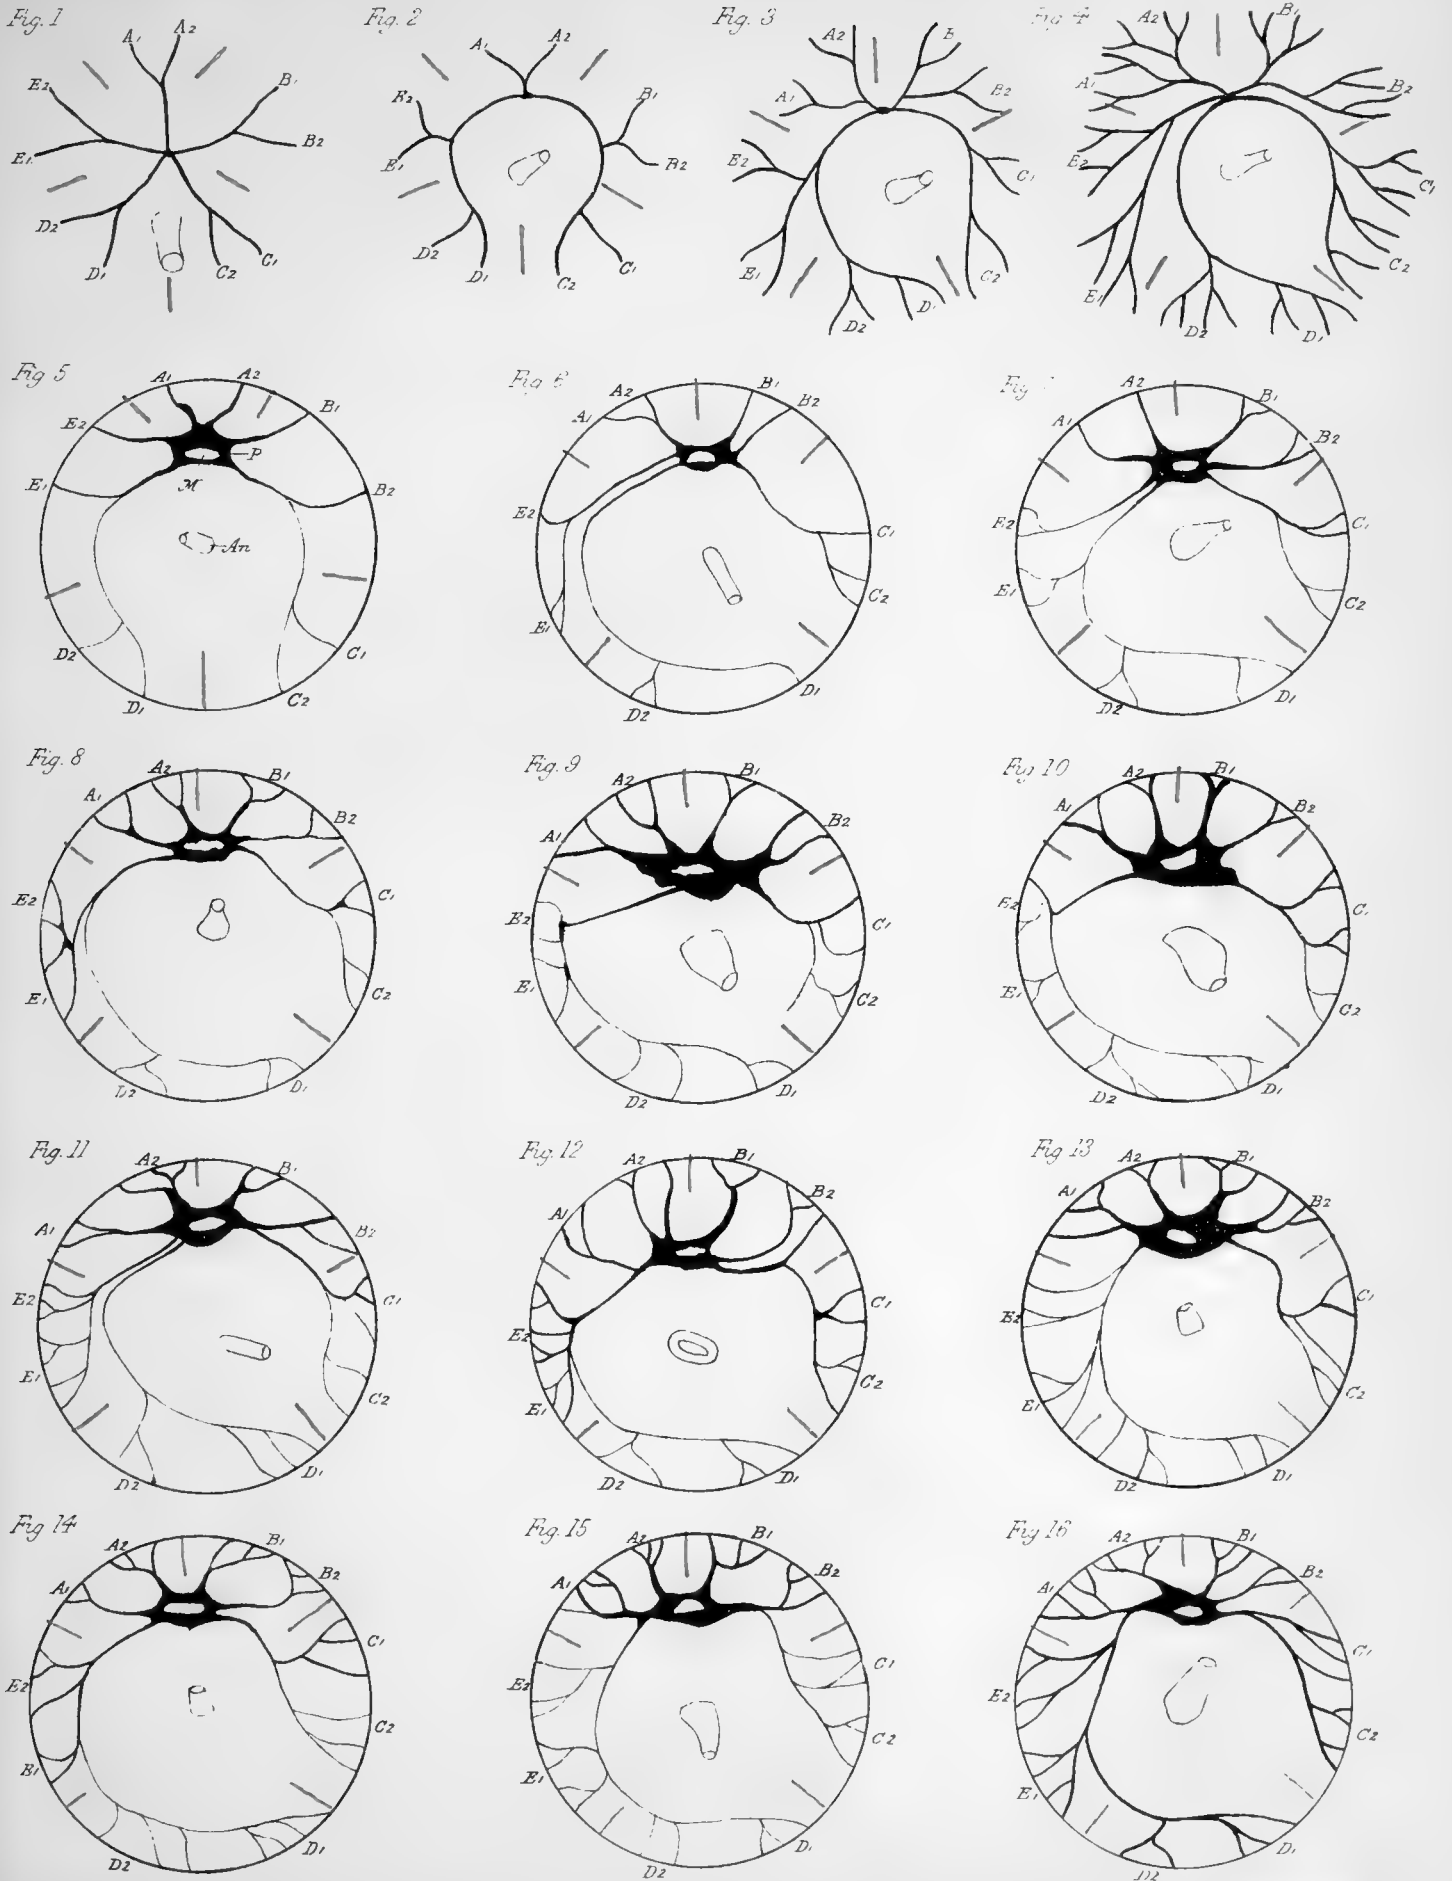 Fig. 1
A1 A2
E2 B1
E1 B2
D2
D1 C2 C1
Fig. 2
A1 A2
E2 B1
E1 B2
D2 C1
D1 C2
Fig. 3
A2 B
A1 B2
E2 C1
E1 C2
D2 D1
Fig 4
A2 B1
A1 B2
E2 C1
E1 C2
D2 D1
Fig 5
A1 A2
E2 B1
P
E1 M B2
An
D2 C1
D1 C2
Fig 6
A2 B1
A1 B2
E2 C1
E1 C2
D2 D1
Fig
A2 B1
A1 B2
E2 C1
E1 C2
D2 D1
Fig. 8
A2 B1
A1 B2
E2 C1
E1 C2
D2 D1
Fig. 9
A2 B1
A1 B2
E2 C1
E1 C2
D2 D1
Fig 10
A2 B1
A1 B2
E2 C1
E1 C2
D2 D1
Fig. 11
A2 B1
A1 B2
E2 C1
E1 C2
D2 D1
Fig. 12
A2 B1
A1 B2
E2 C1
E1 C2
D2 D1
Fig 13
A2 B1
A1 B2
E2 C1
E1 C2
D2 D1
Fig 14
A2 B1
A1 B2
E2 C1
E1 C2
D2 D1
Fig. 15
A2 B1
A1 B2
E2 C1
E1 C2
D2 D1
Fig 16
A2 B1
A1 B2
E2 C1
E1 C2
D2 D1